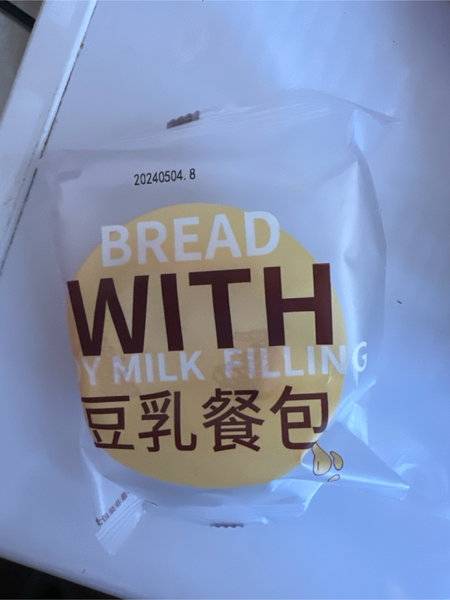 20240504.8
BREAD
WITH
Y MILK FILLING
豆乳餐包